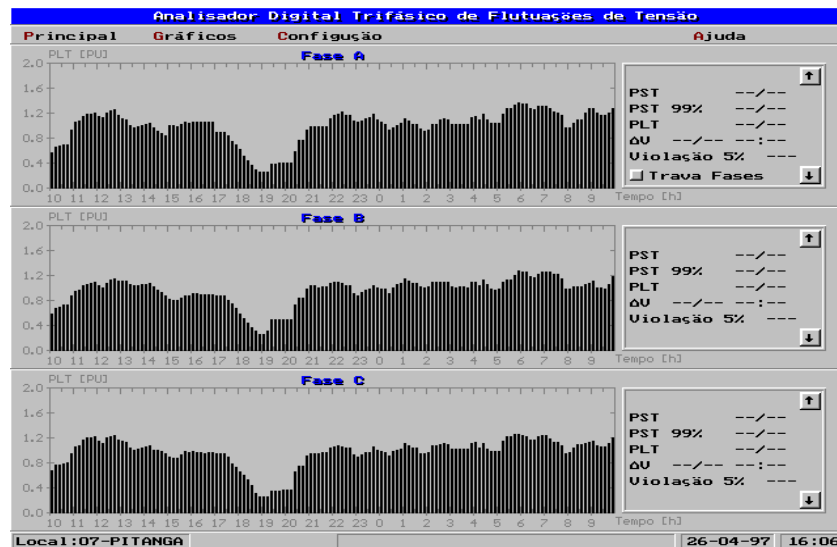 Analisador Digital Trifásico de Flutuações de Tensão
Principal Gráficos Configusão Ajuda
PLT [PU] Fase A
2.0
1.6
1.2
0.8
0.4
0.0
10 11 12 13 14 15 16 17 18 19 20 21 22 23 0 1 2 3 4 5 6 7 8 9 Tempo [h]
PST --/--
PST 99% --/--
PLT --/--
ΔV --/-- --:--
Violação 5% ---
Trava Fases
PLT [PU] Fase B
2.0
1.6
1.2
0.8
0.4
0.0
10 11 12 13 14 15 16 17 18 19 20 21 22 23 0 1 2 3 4 5 6 7 8 9 Tempo [h]
PST --/--
PST 99% --/--
PLT --/--
ΔV --/-- --:--
Violação 5% ---
PLT [PU] Fase C
2.0
1.6
1.2
0.8
0.4
0.0
10 11 12 13 14 15 16 17 18 19 20 21 22 23 0 1 2 3 4 5 6 7 8 9 Tempo [h]
PST --/--
PST 99% --/--
PLT --/--
ΔV --/-- --:--
Violação 5% ---
Local:07-PITANGA 26-04-97 16:06